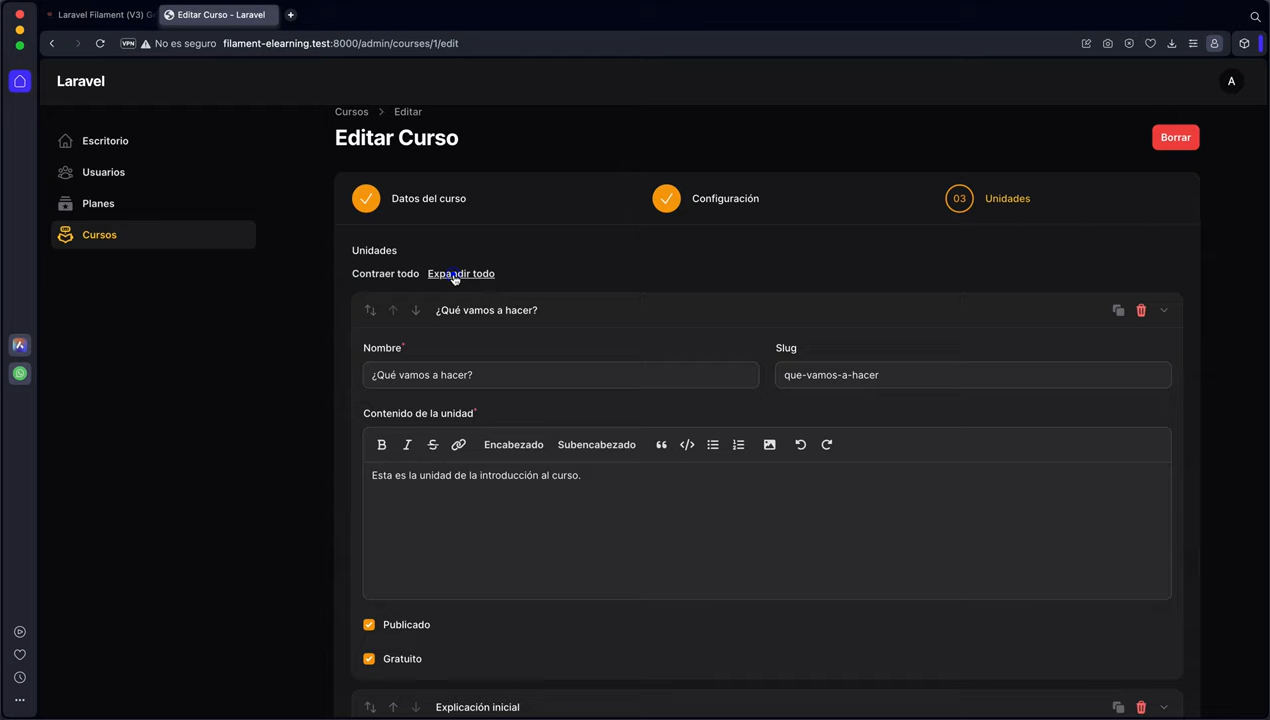 Laravel Filament (V3) G
Editar Curso - Laravel
VPN
No es seguro filament-elearning.test:8000/admin/courses/1/edit
Laravel
A
Escritorio
Usuarios
Planes
Cursos
Cursos > Editar
Editar Curso
Borrar
Datos del curso
Configuración
03 Unidades
Unidades
Contraer todo Expandir todo
¿Qué vamos a hacer?
Nombre* Slug
¿Qué vamos a hacer? que-vamos-a-hacer
Contenido de la unidad*
B I S Encabezado Subencabezado
Esta es la unidad de la introducción al curso.
Publicado
Gratuito
Explicación inicial